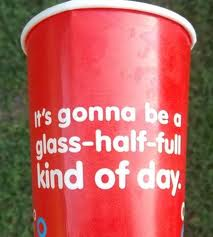 It's gonna be a
glass-half-full
kind of day.